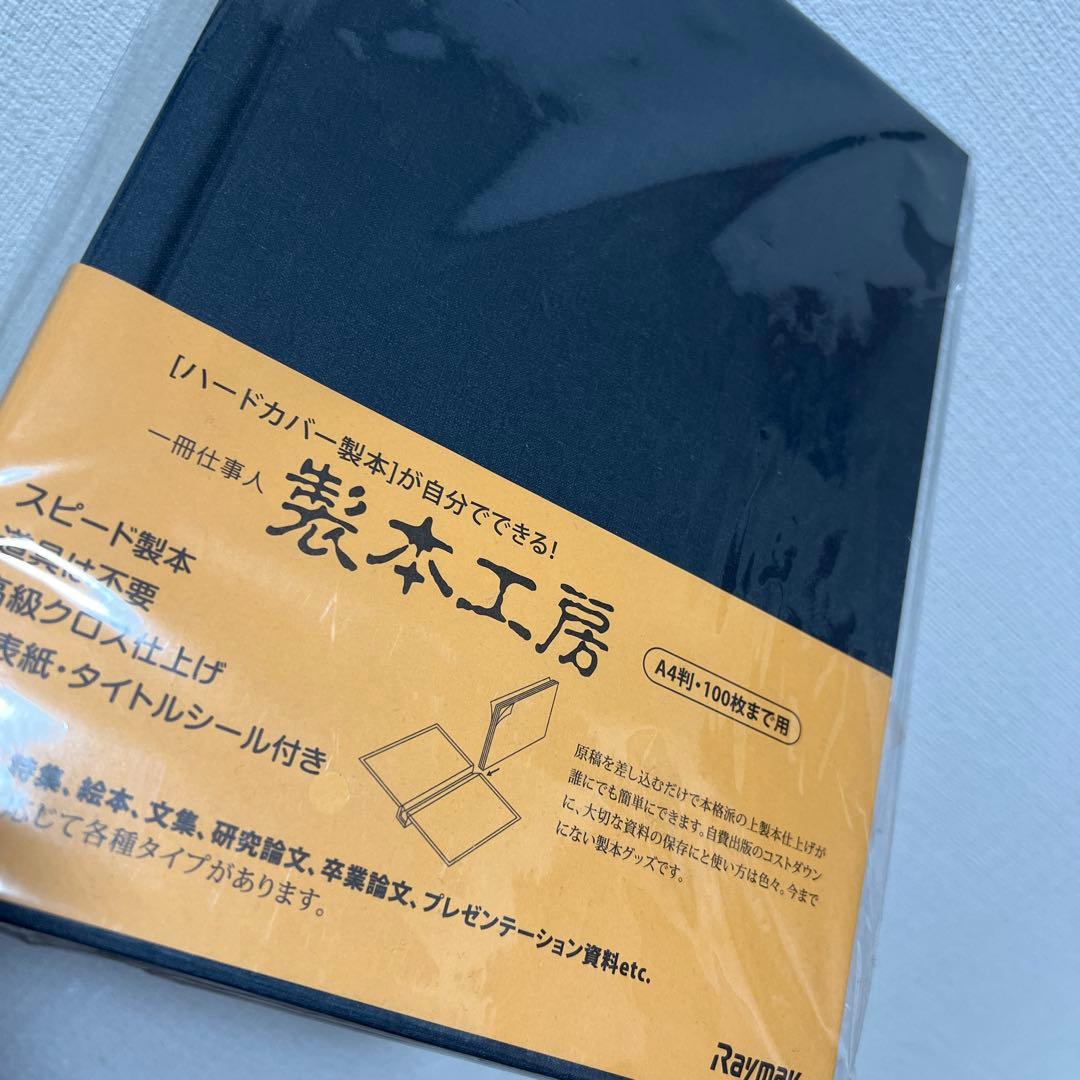 [ハードカバー製本]が自分でできる!
一冊仕事人
製本工房
スピード製本
道具は不要
高級クロス仕上げ
表紙・タイトルシール付き
A4判・100枚まで用
原稿を差し込むだけで本格派の上製本仕上げが
誰にでも簡単にできます。自費出版のコストダウン
に、大切な資料の保存にと使い方は色々。今まで
にない製本グッズです。
特集、絵本、文集、研究論文、卒業論文、プレゼンテーション資料etc.
じて各種タイプがあります。
Raymay